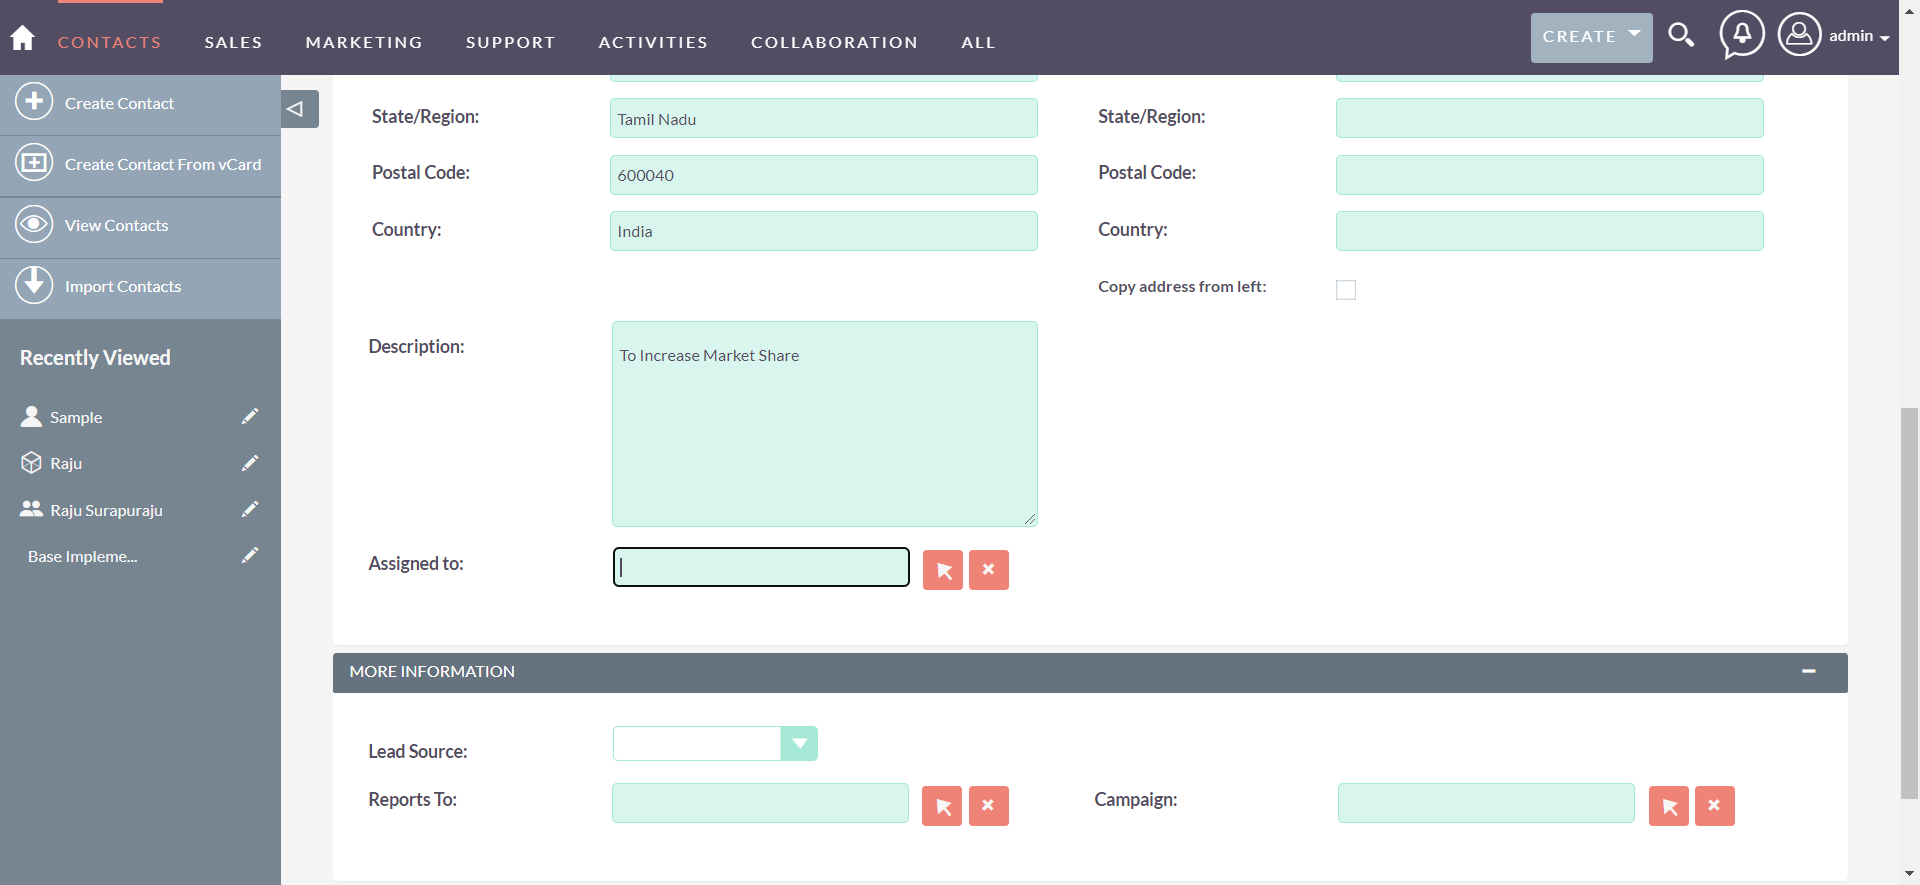 CONTACTS SALES MARKETING SUPPORT ACTIVITIES COLLABORATION ALL CREATE admin
Create Contact
Create Contact From vCard
View Contacts
Import Contacts
Recently Viewed
Sample
Raju
Raju Surapuraju
Base Impleme...
State/Region: Tamil Nadu State/Region:
Postal Code: 600040 Postal Code:
Country: India Country:
Copy address from left:
Description: To Increase Market Share
Assigned to:
MORE INFORMATION
Lead Source:
Reports To: Campaign: